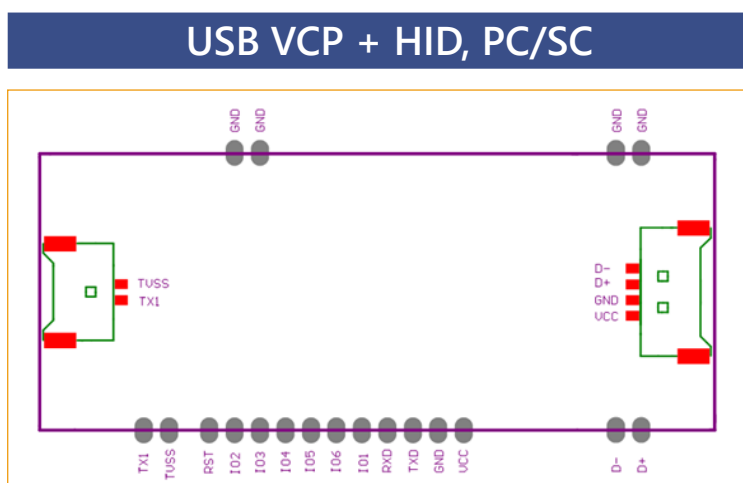 USB VCP + HID, PC/SC
GND
GND
GND
GND
TVSS
TX1
D-
D+
GND
VCC
TX1
TVSS
RST
IO2
IO3
IO4
IO5
IO6
IO1
RXD
TXD
GND
VCC
D-
D+